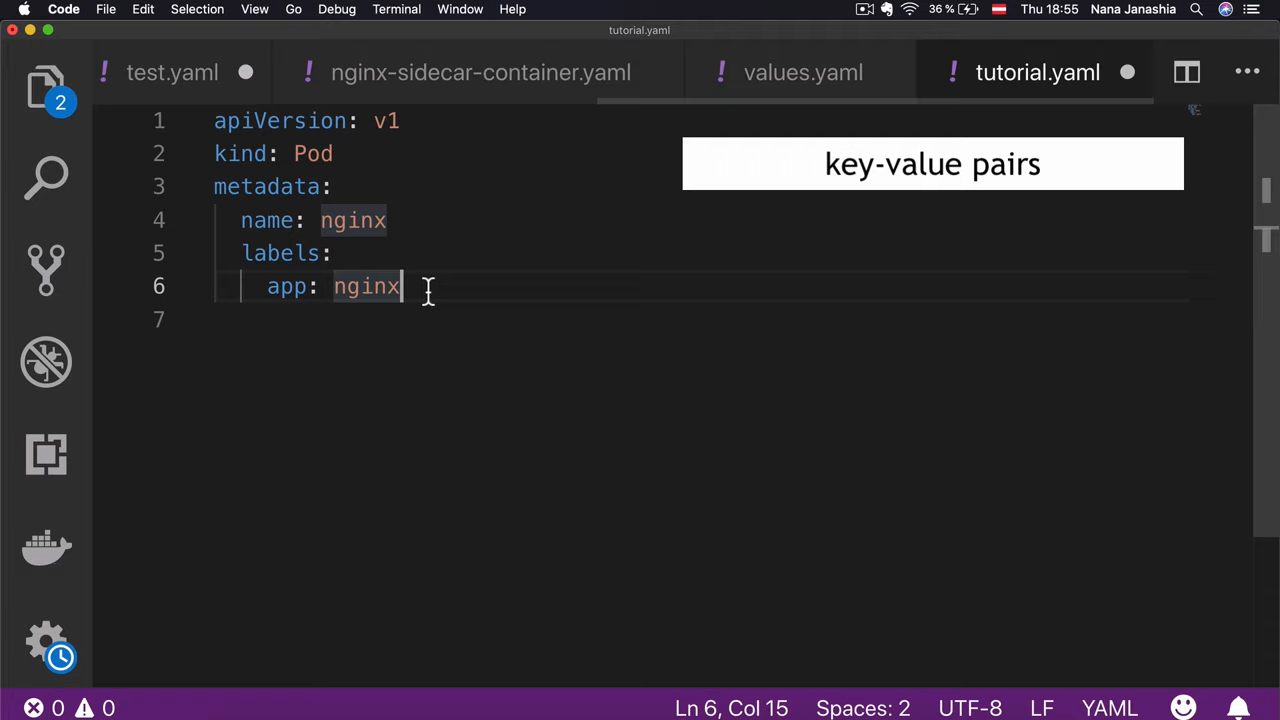 Code File Edit Selection View Go Debug Terminal Window Help 36 % Thu 18:55 Nana Janashia
tutorial.yaml
! test.yaml ! nginx-sidecar-container.yaml ! values.yaml ! tutorial.yaml
2
key-value pairs
1 apiVersion: v1
2 kind: Pod
3 metadata:
4 name: nginx
5 labels:
6 app: nginx
7
0 0 Ln 6, Col 15 Spaces: 2 UTF-8 LF YAML